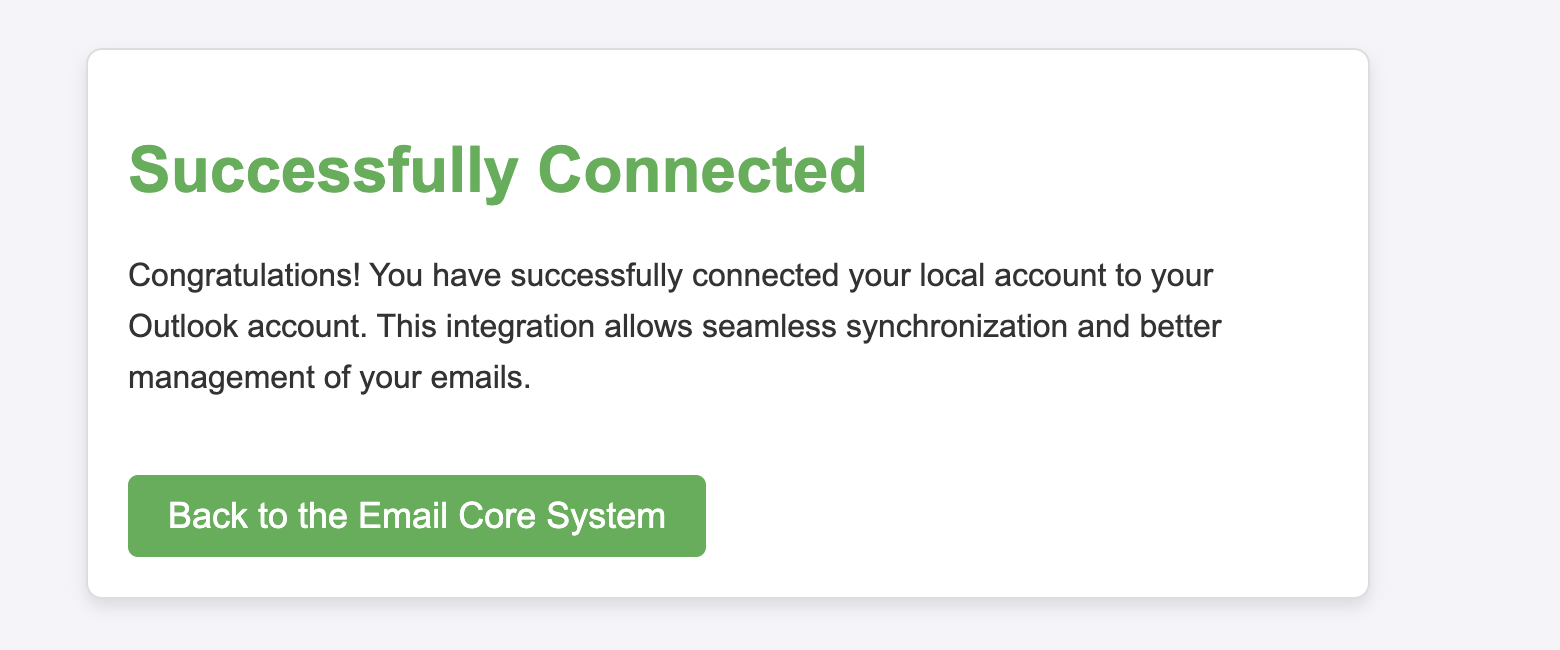 Successfully Connected
Congratulations! You have successfully connected your local account to your
Outlook account. This integration allows seamless synchronization and better
management of your emails.
Back to the Email Core System